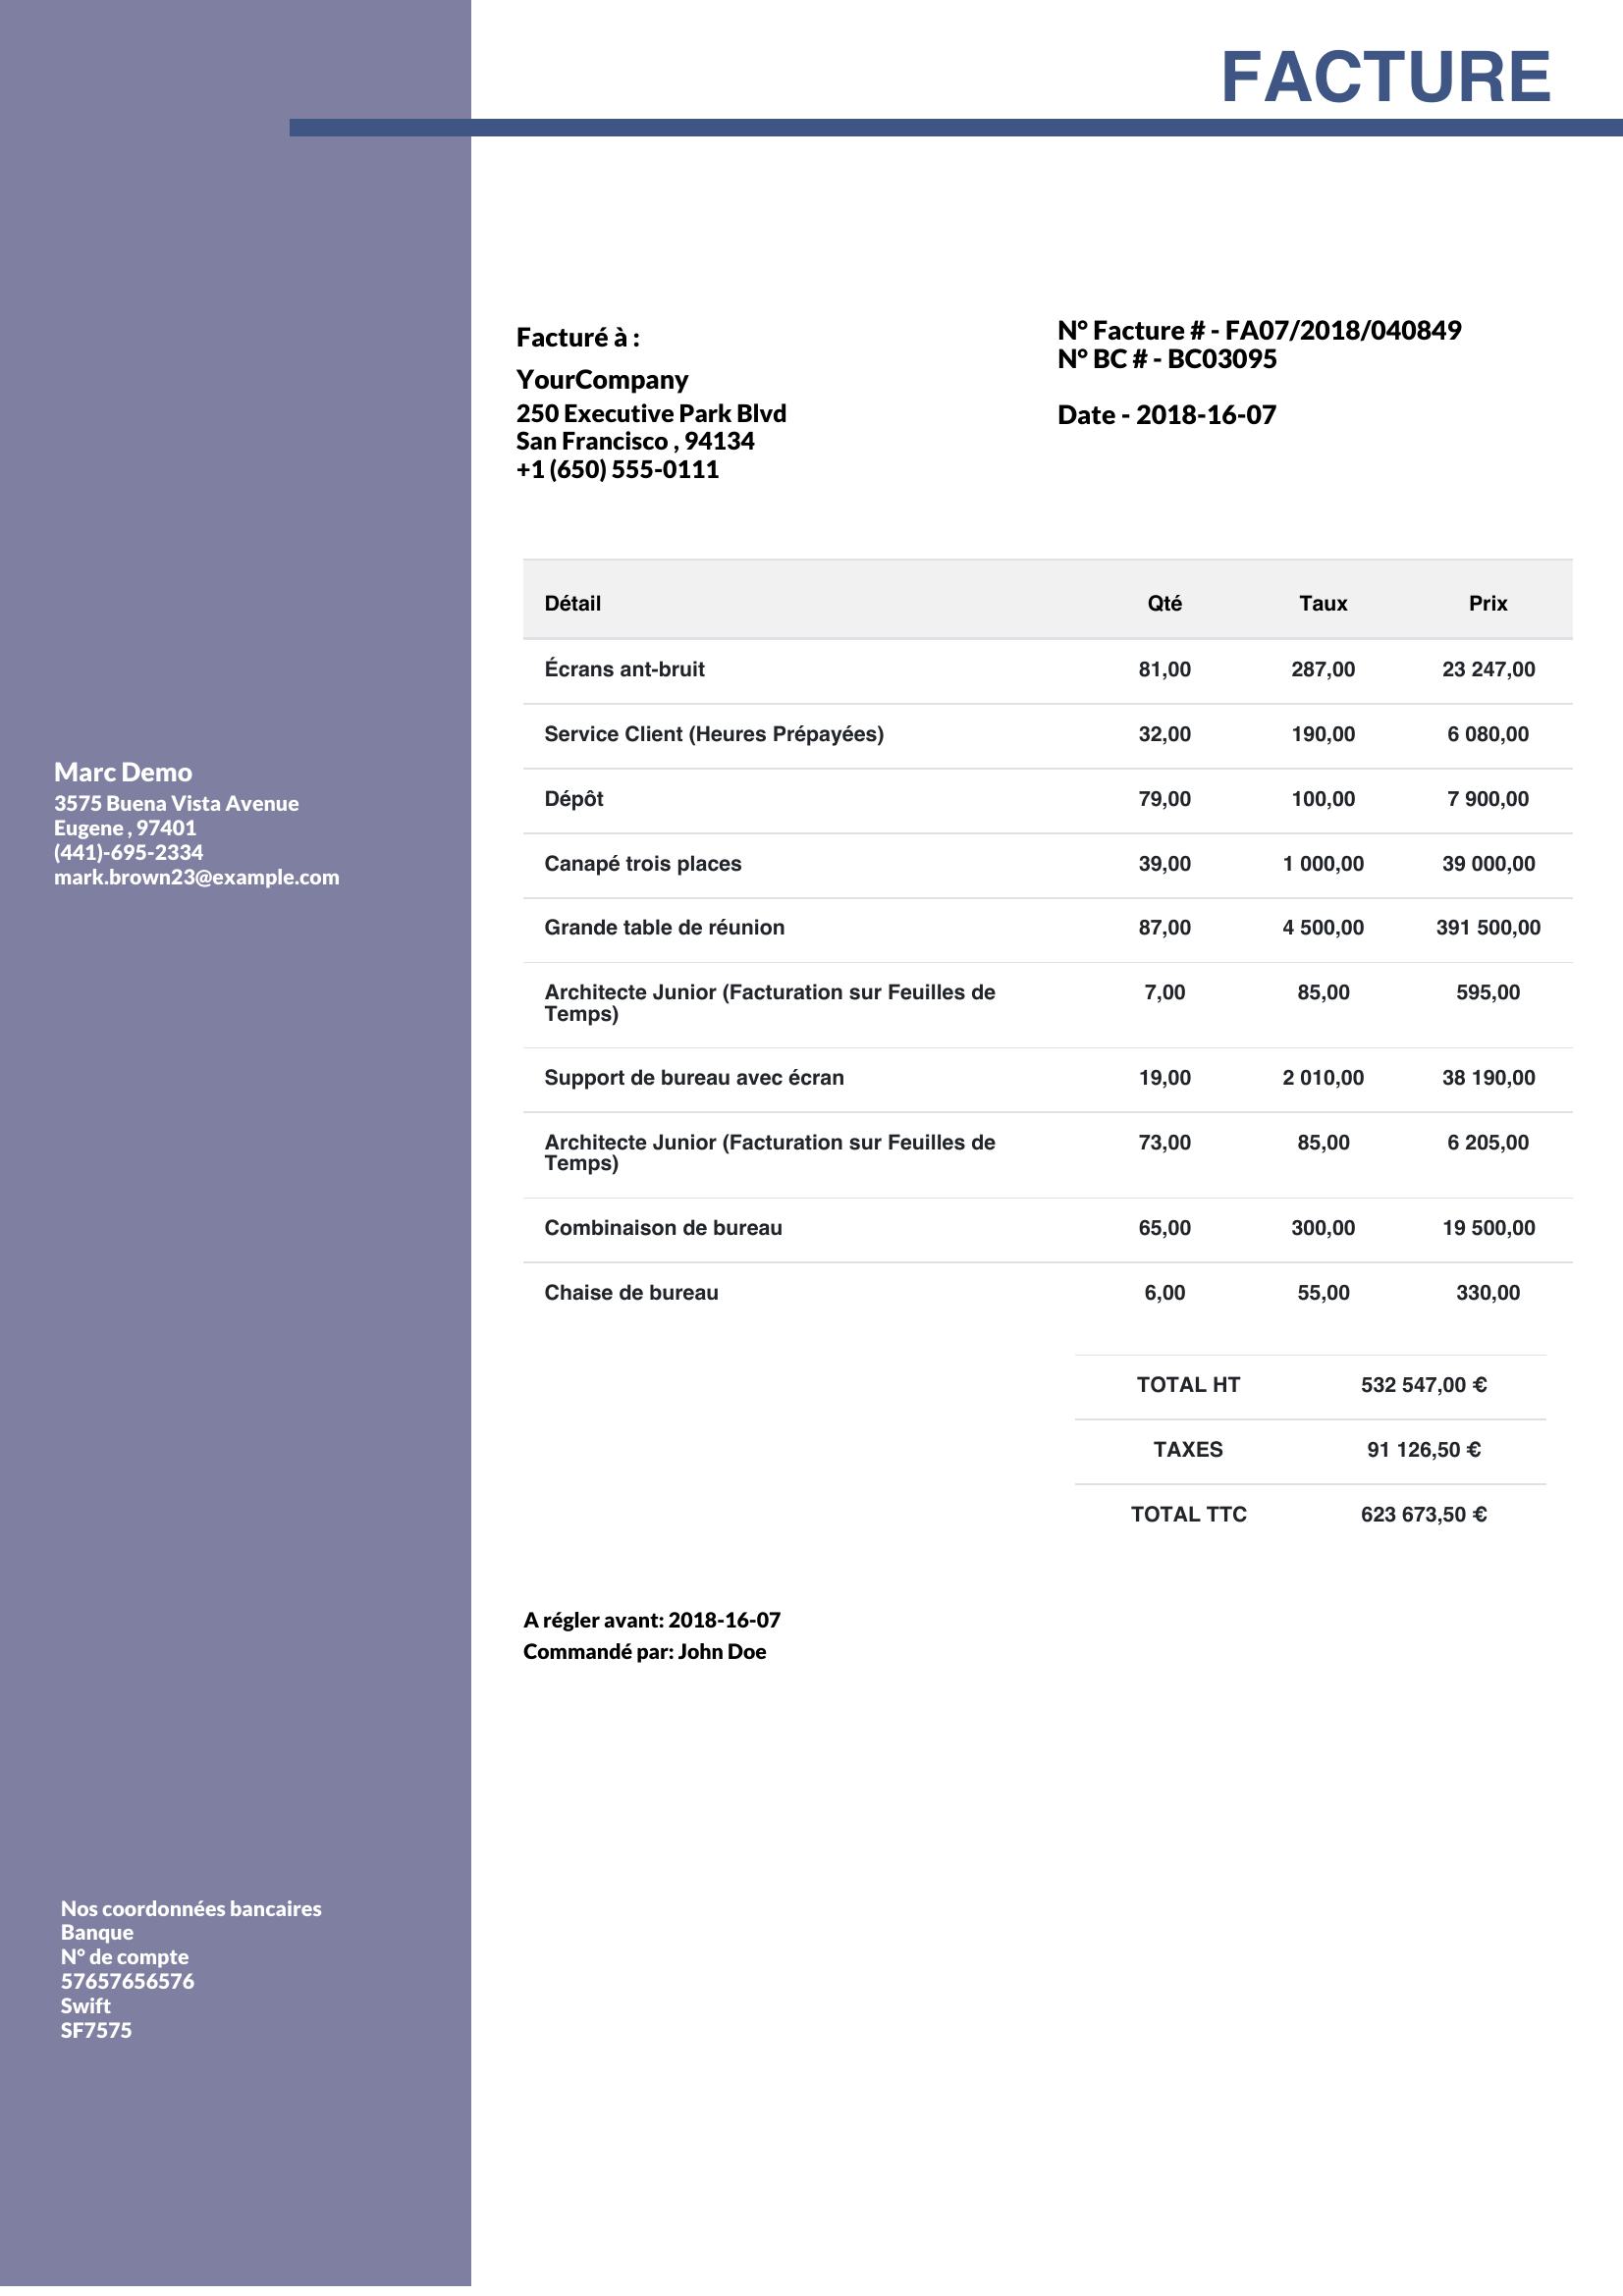 FACTURE
Facturé à :
YourCompany
250 Executive Park Blvd
San Francisco , 94134
+1 (650) 555-0111
N° Facture # - FA07/2018/040849
N° BC # - BC03095
Date - 2018-16-07
Marc Demo
3575 Buena Vista Avenue
Eugene , 97401
(441)-695-2334
mark.brown23@example.com
Détail Qté Taux Prix
Écrans ant-bruit 81,00 287,00 23 247,00
Service Client (Heures Prépayées) 32,00 190,00 6 080,00
Dépôt 79,00 100,00 7 900,00
Canapé trois places 39,00 1 000,00 39 000,00
Grande table de réunion 87,00 4 500,00 391 500,00
Architecte Junior (Facturation sur Feuilles de 7,00 85,00 595,00
Temps)
Support de bureau avec écran 19,00 2 010,00 38 190,00
Architecte Junior (Facturation sur Feuilles de 73,00 85,00 6 205,00
Temps)
Combinaison de bureau 65,00 300,00 19 500,00
Chaise de bureau 6,00 55,00 330,00
TOTAL HT 532 547,00 €
TAXES 91 126,50 €
TOTAL TTC 623 673,50 €
A régler avant: 2018-16-07
Commandé par: John Doe
Nos coordonnées bancaires
Banque
N° de compte
57657656576
Swift
SF7575